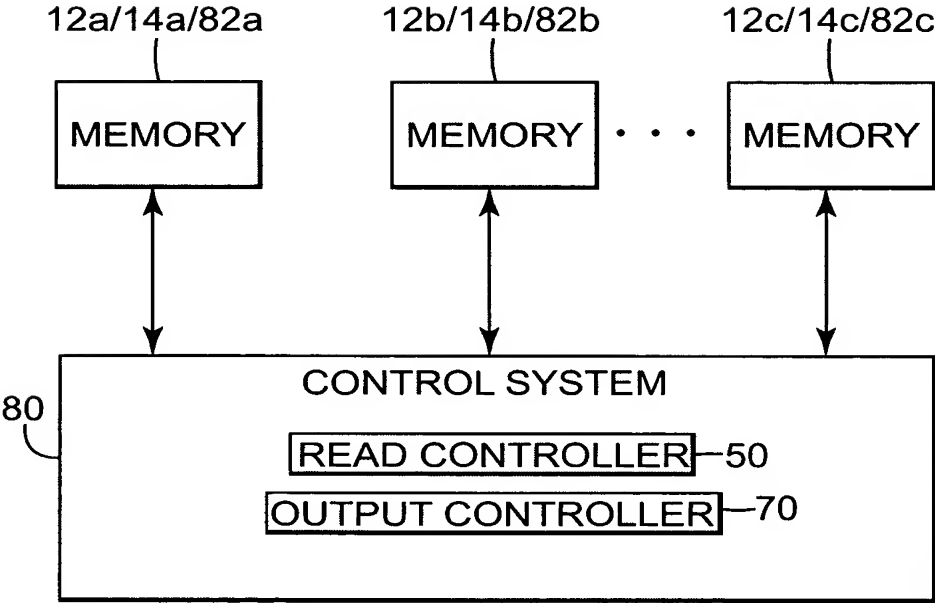 12a/14a/82a 12b/14b/82b 12c/14c/82c
MEMORY MEMORY . . . MEMORY
CONTROL SYSTEM
80
READ CONTROLLER 50
OUTPUT CONTROLLER 70